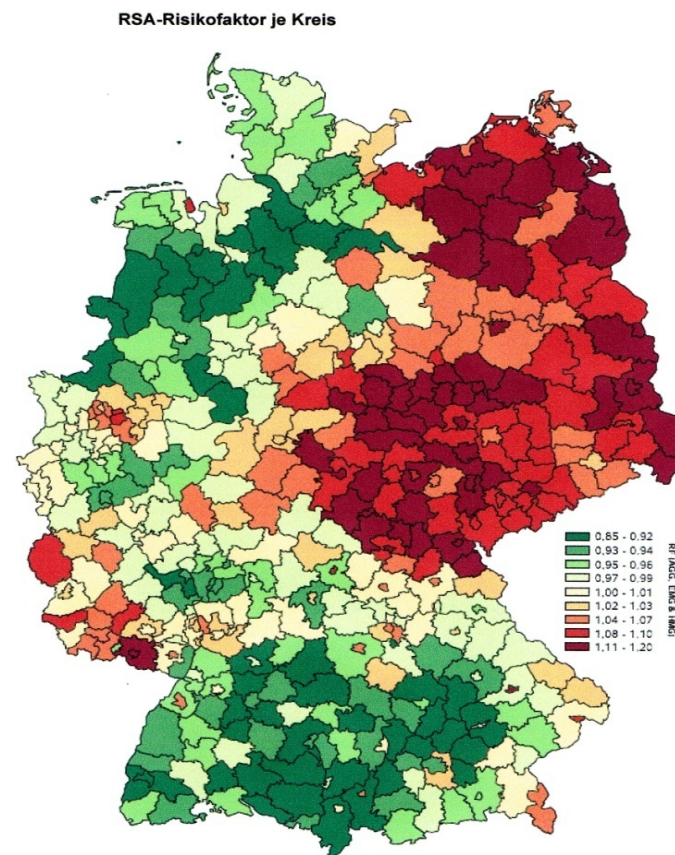 RSA-Risikofaktor je Kreis
0,85 - 0,92
0,93 - 0,94
0,95 - 0,96
0,97 - 0,99
1,00 - 1,01
1,02 - 1,03
1,04 - 1,07
1,08 - 1,10
1,11 - 1,20